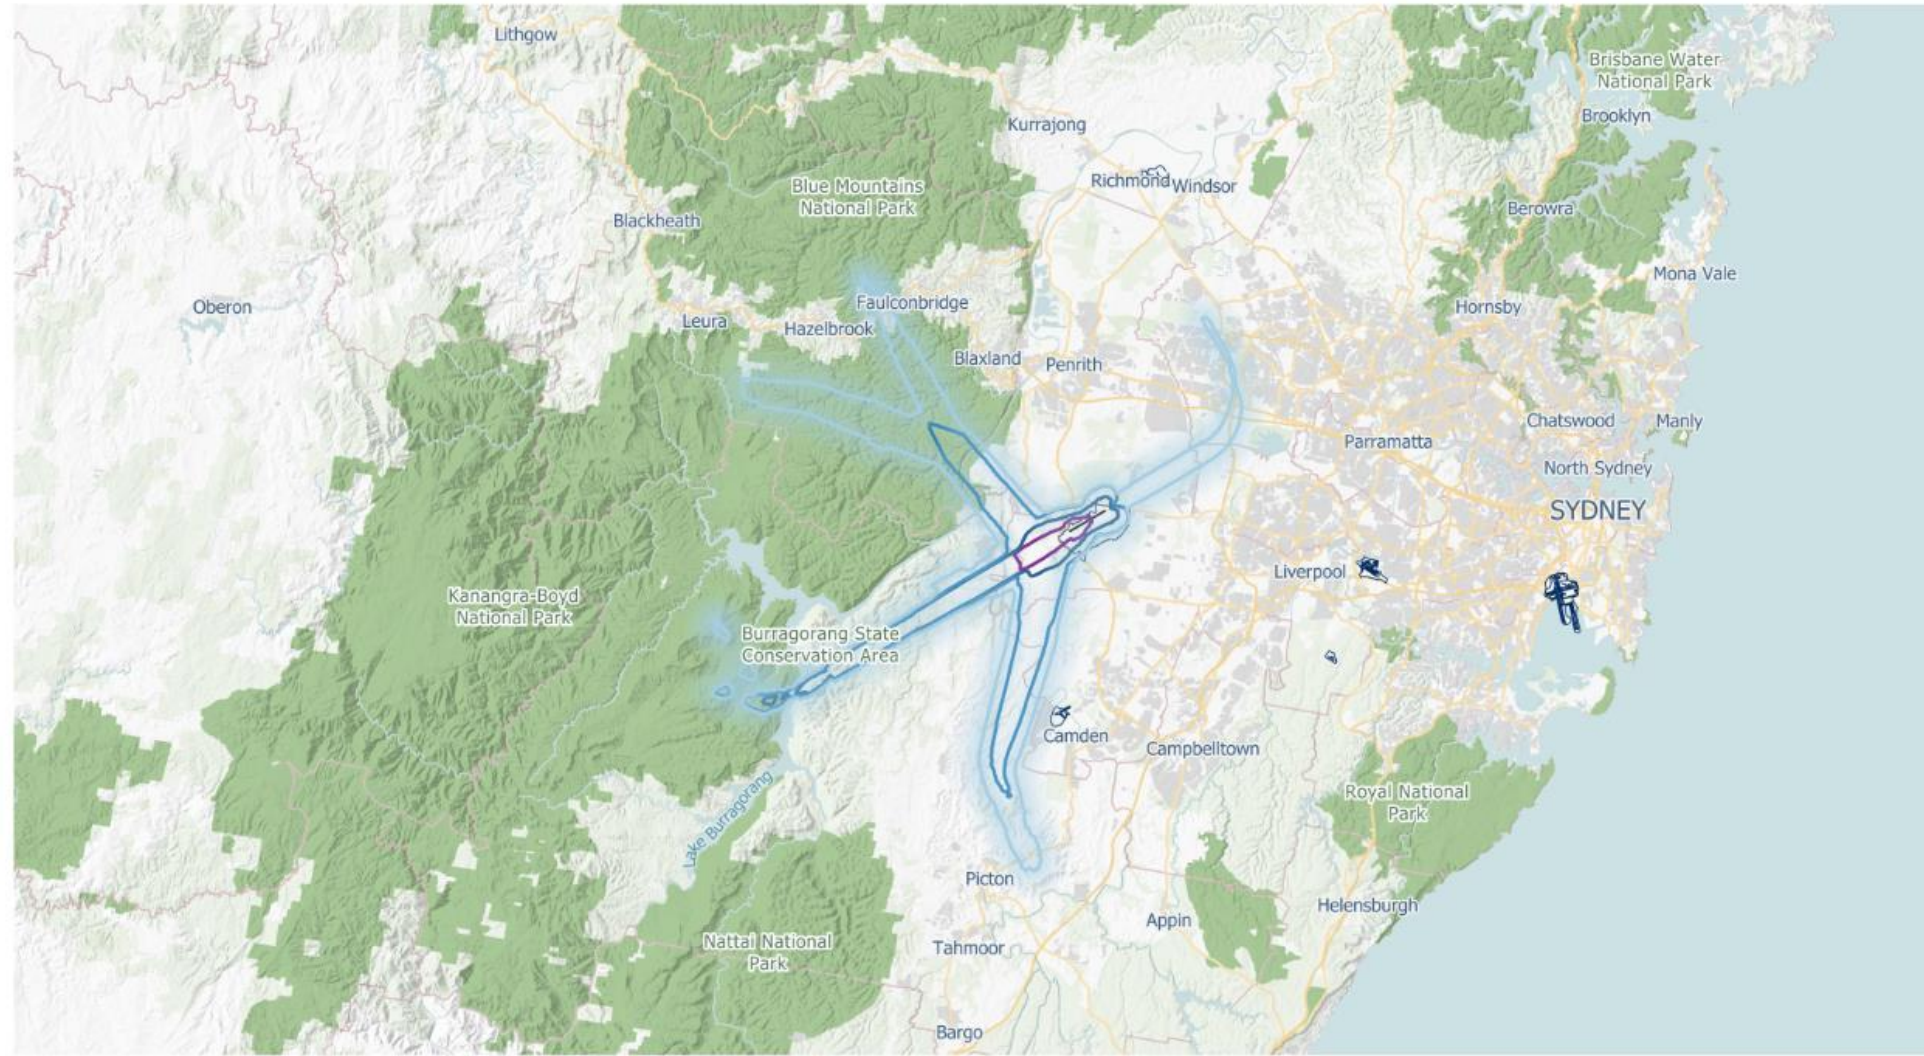 Lithgow
Brisbane Water
National Park
Brooklyn
Kurrajong
Richmond
Windsor
Blue Mountains
National Park
Blackheath
Berowra
Mona Vale
Oberon
Faulconbridge
Hornsby
Leura
Hazelbrook
Blaxland
Penrith
Chatswood
Manly
Parramatta
North Sydney
SYDNEY
Liverpool
Kanangra-Boyd
National Park
Burragorang State
Conservation Area
Camden
Campbelltown
Royal National
Park
Lake Burragorang
Picton
Helensburgh
Appin
Nattai National
Park
Tahmoor
Bargo